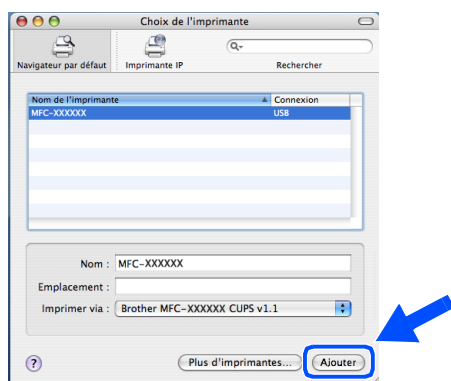 Choix de l'imprimante
Navigateur par défaut Imprimante IP Rechercher
Nom de l'imprimante Connexion
MFC-XXXXXX USB
Nom : MFC-XXXXXX
Emplacement :
Imprimer via : Brother MFC-XXXXXX CUPS v1.1
? Plus d'imprimantes... Ajouter